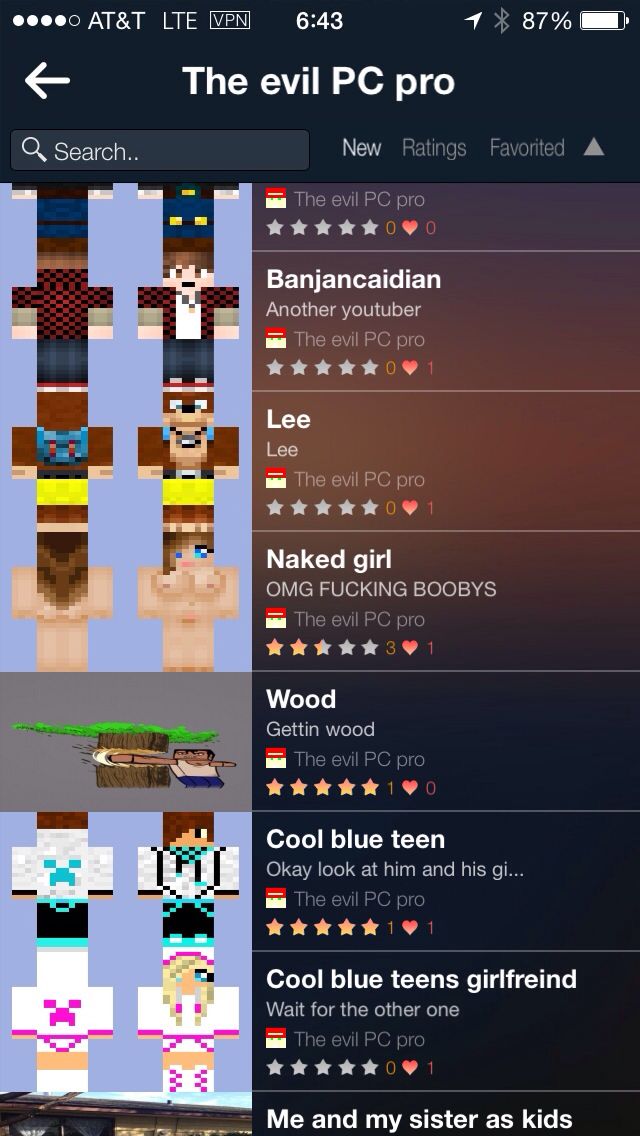 AT&T LTE VPN 6:43 87%
The evil PC pro
Search..
New Ratings Favorited
The evil PC pro
0 0
Banjancaidian
Another youtuber
The evil PC pro
0 1
Lee
Lee
The evil PC pro
0 1
Naked girl
OMG FUCKING BOOBYS
The evil PC pro
3 1
Wood
Gettin wood
The evil PC pro
1 0
Cool blue teen
Okay look at him and his gi...
The evil PC pro
1 1
Cool blue teens girlfreind
Wait for the other one
The evil PC pro
0 1
Me and my sister as kids